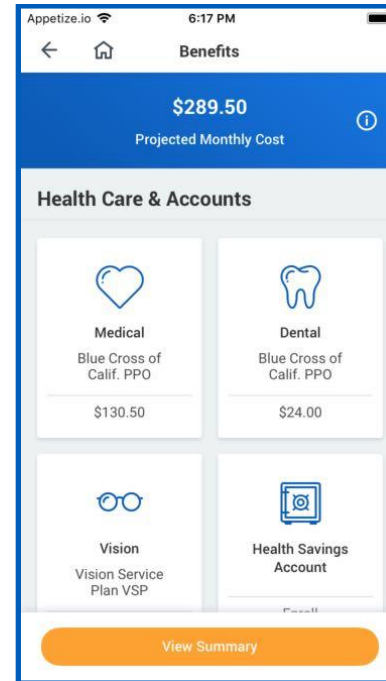 Appetize.io 6:17 PM
Benefits
$289.50
Projected Monthly Cost
Health Care & Accounts
Medical
Blue Cross of
Calif. PPO
$130.50
Dental
Blue Cross of
Calif. PPO
$24.00
Vision
Vision Service
Plan VSP
Health Savings
Account
Enroll
View Summary